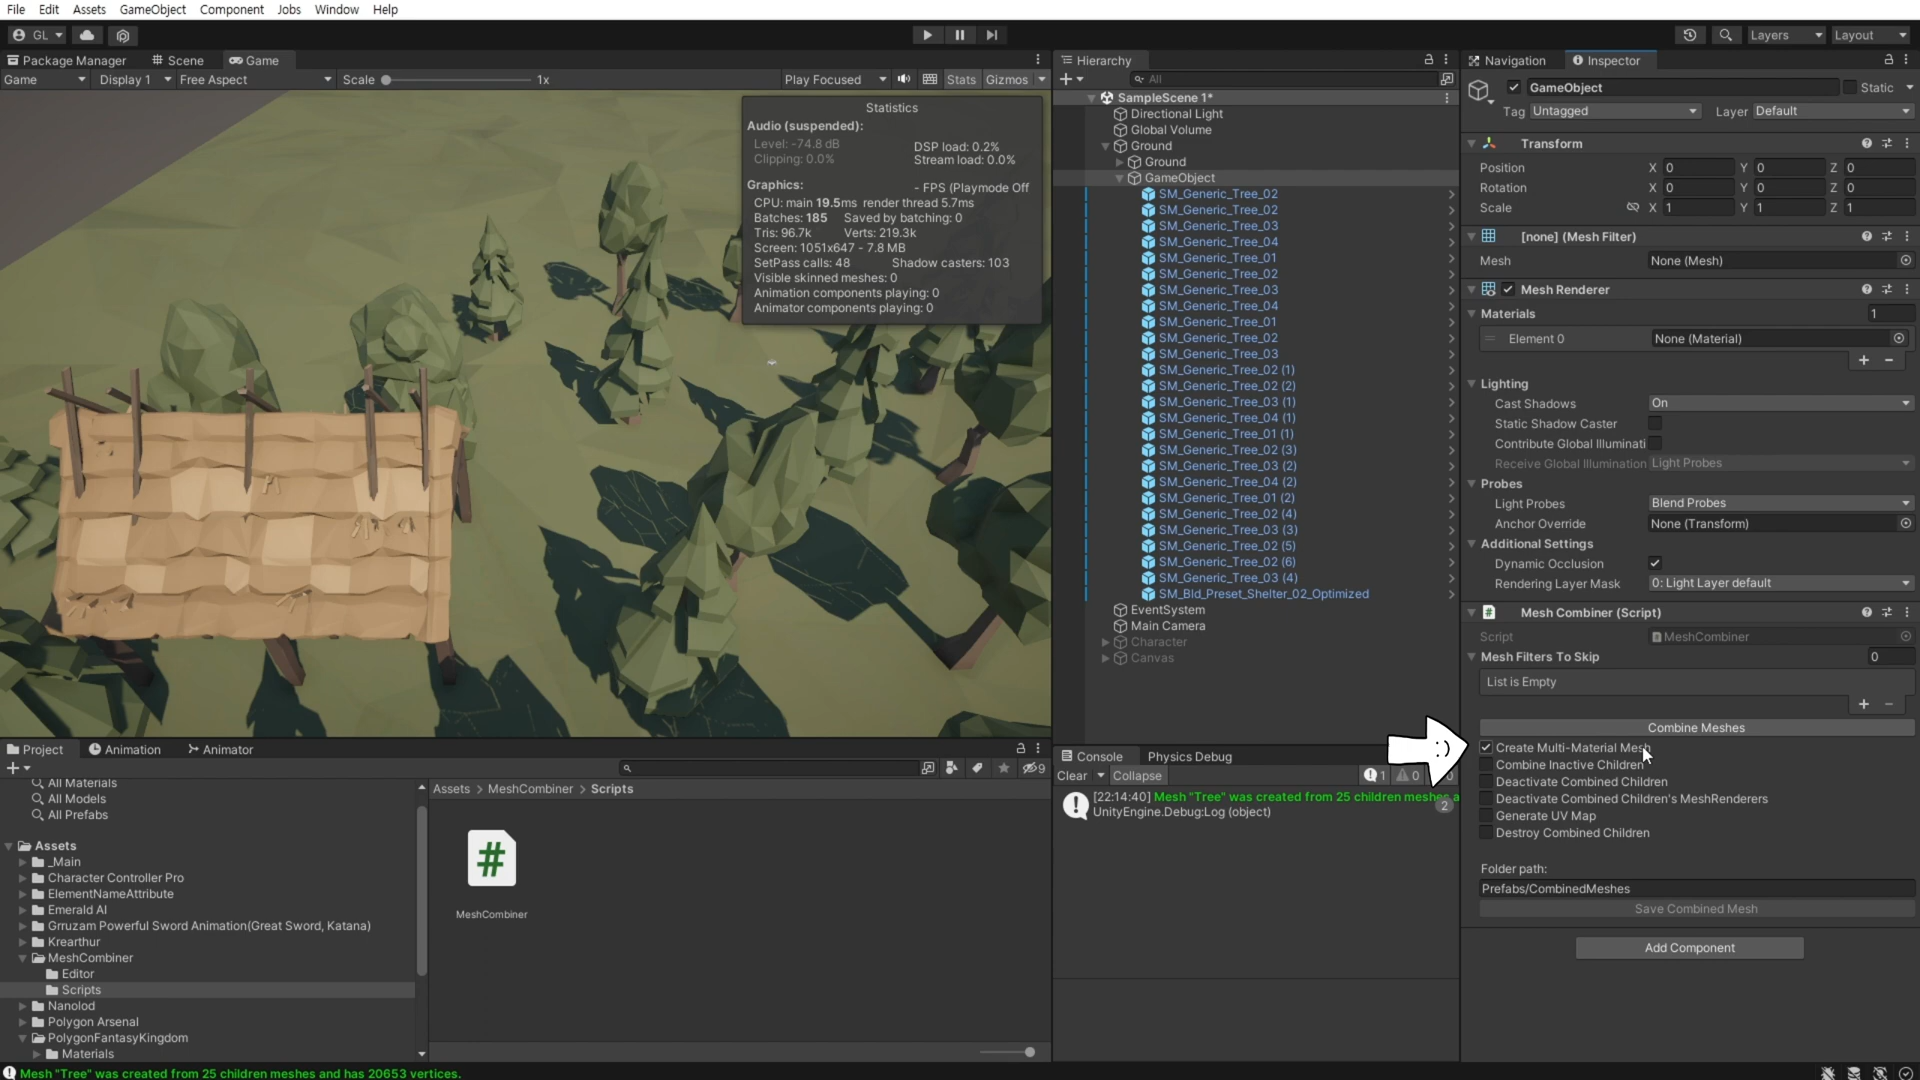 File Edit Assets GameObject Component Jobs Window Help
GL
Layers
Layout
Package Manager
Scene
Game
Game
Display 1
Free Aspect
Scale
1x
Play Focused
Stats
Gizmos
Statistics
Audio (suspended):
Level: -74.8 dB
DSP load: 0.2%
Clipping: 0.0%
Stream load: 0.0%
Graphics:
- FPS (Playmode Off
CPU: main 19.5ms render thread 5.7ms
Batches: 185 Saved by batching: 0
Tris: 96.7k Verts: 219.3k
Screen: 1051x647 - 7.8 MB
SetPass calls: 48 Shadow casters: 103
Visible skinned meshes: 0
Animation components playing: 0
Animator components playing: 0
Hierarchy
All
SampleScene 1*
Directional Light
Global Volume
Ground
Ground
GameObject
SM_Generic_Tree_02
SM_Generic_Tree_02
SM_Generic_Tree_03
SM_Generic_Tree_04
SM_Generic_Tree_01
SM_Generic_Tree_02
SM_Generic_Tree_03
SM_Generic_Tree_04
SM_Generic_Tree_01
SM_Generic_Tree_02
SM_Generic_Tree_03
SM_Generic_Tree_02 (1)
SM_Generic_Tree_02 (2)
SM_Generic_Tree_03 (1)
SM_Generic_Tree_04 (1)
SM_Generic_Tree_01 (1)
SM_Generic_Tree_02 (3)
SM_Generic_Tree_03 (2)
SM_Generic_Tree_04 (2)
SM_Generic_Tree_01 (2)
SM_Generic_Tree_02 (4)
SM_Generic_Tree_03 (3)
SM_Generic_Tree_02 (5)
SM_Generic_Tree_02 (6)
SM_Generic_Tree_03 (4)
SM_Bld_Preset_Shelter_02_Optimized
EventSystem
Main Camera
Character
Canvas
Navigation
Inspector
GameObject
Static
Tag Untagged
Layer Default
Transform
Position X 0 Y 0 Z 0
Rotation X 0 Y 0 Z 0
Scale X 1 Y 1 Z 1
[none] (Mesh Filter)
Mesh None (Mesh)
Mesh Renderer
Materials 1
Element 0 None (Material)
Lighting
Cast Shadows On
Static Shadow Caster
Contribute Global Illuminati
Receive Global Illumination Light Probes
Probes
Light Probes Blend Probes
Anchor Override None (Transform)
Additional Settings
Dynamic Occlusion
Rendering Layer Mask 0: Light Layer default
Mesh Combiner (Script)
Script MeshCombiner
Mesh Filters To Skip 0
List is Empty
Combine Meshes
Create Multi-Material Mesh
Combine Inactive Children
Deactivate Combined Children
Deactivate Combined Children's MeshRenderers
Generate UV Map
Destroy Combined Children
Folder path:
Prefabs/CombinedMeshes
Save Combined Mesh
Add Component
Project
Animation
Animator
9
All Materials
All Models
All Prefabs
Assets
_Main
Character Controller Pro
ElementNameAttribute
Emerald AI
Grruzam Powerful Sword Animation(Great Sword, Katana)
Krearthur
MeshCombiner
Editor
Scripts
Nanolod
Polygon Arsenal
PolygonFantasyKingdom
Materials
Assets > MeshCombiner > Scripts
#
MeshCombiner
Console
Physics Debug
Clear
Collapse
1
0
0
:)
[22:14:40] Mesh "Tree" was created from 25 children meshes a
UnityEngine.Debug:Log (object)
2
Mesh "Tree" was created from 25 children meshes and has 20653 vertices.